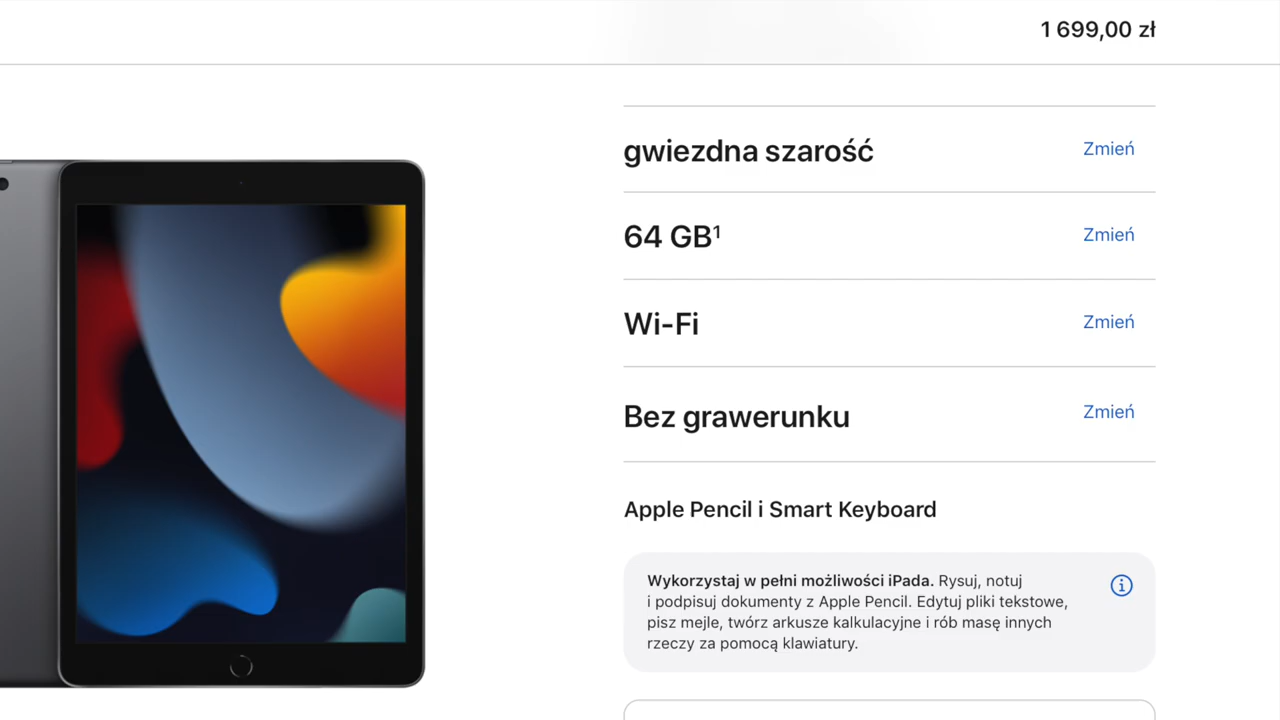 1 699,00 zł
gwiezdna szarość
Zmień
64 GB¹
Zmień
Wi-Fi
Zmień
Bez grawerunku
Zmień
Apple Pencil i Smart Keyboard
Wykorzystaj w pełni możliwości iPada. Rysuj, notuj
i podpisuj dokumenty z Apple Pencil. Edytuj pliki tekstowe,
pisz mejle, twórz arkusze kalkulacyjne i rób masę innych
rzeczy za pomocą klawiatury.